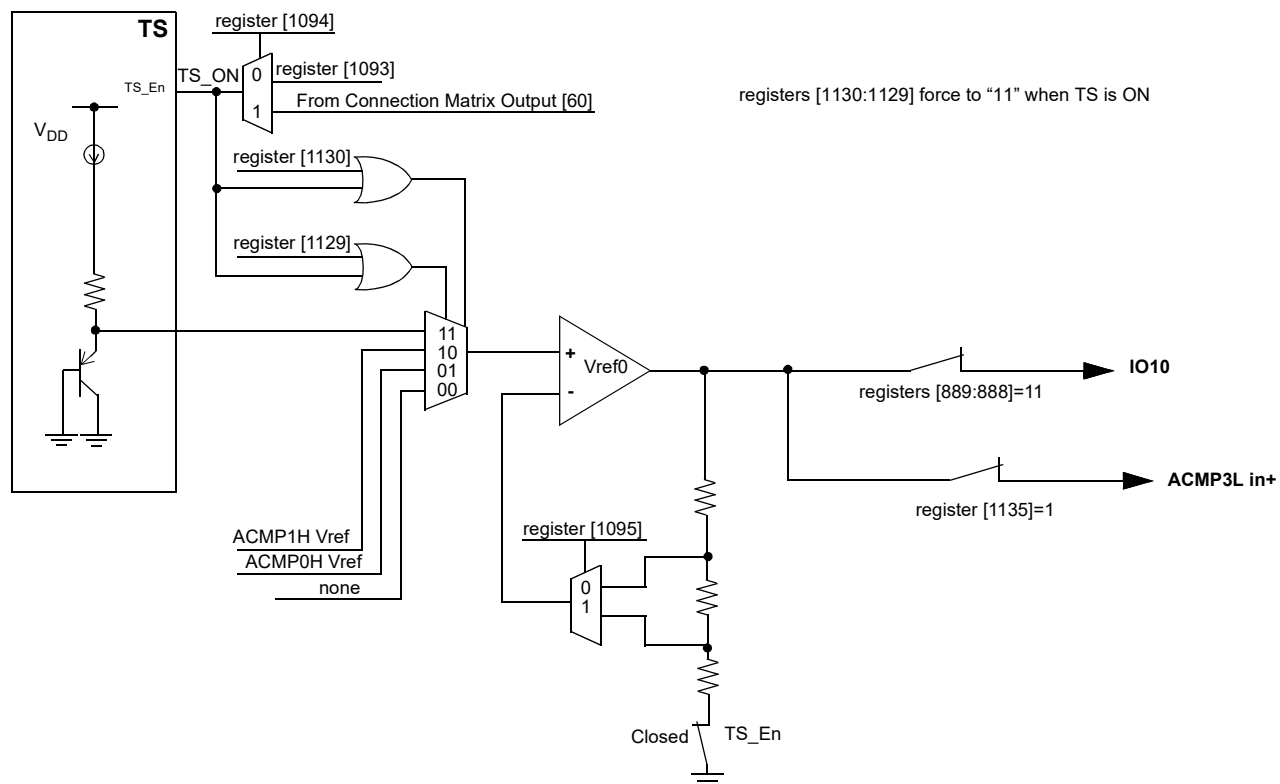 TS
register [1094]
TS_En
TS_ON
0
register [1093]
1
From Connection Matrix Output [60]
registers [1130:1129] force to “11” when TS is ON
VDD
register [1130]
register [1129]
11
10
01
00
+
Vref0
-
IO10
registers [889:888]=11
ACMP3L in+
register [1135]=1
ACMP1H Vref
ACMP0H Vref
none
register [1095]
0
1
Closed
TS_En